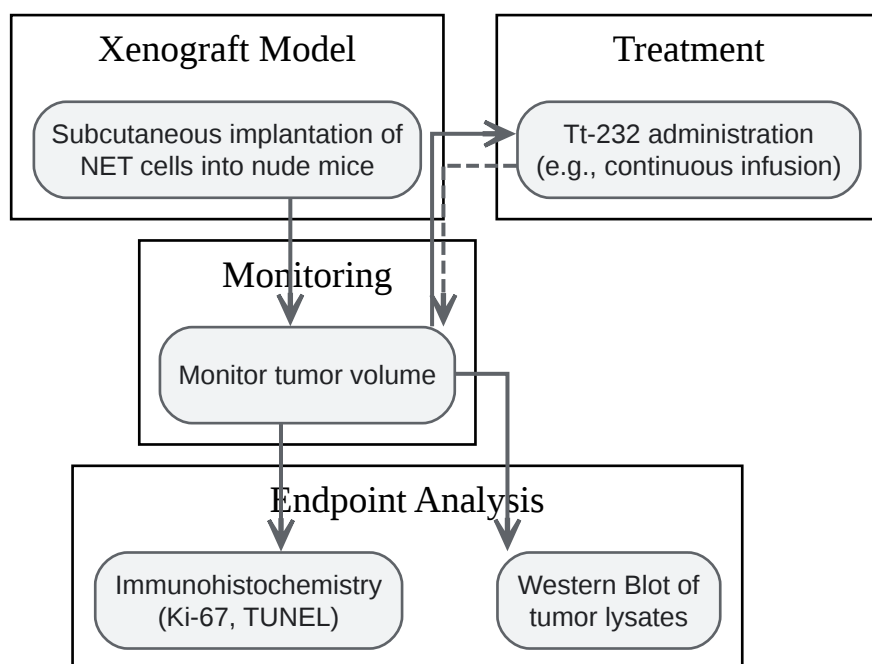 Xenograft Model
Treatment
Subcutaneous implantation of
NET cells into nude mice
Tt-232 administration
(e.g., continuous infusion)
Monitoring
Monitor tumor volume
Endpoint Analysis
Immunohistochemistry
(Ki-67, TUNEL)
Western Blot of
tumor lysates